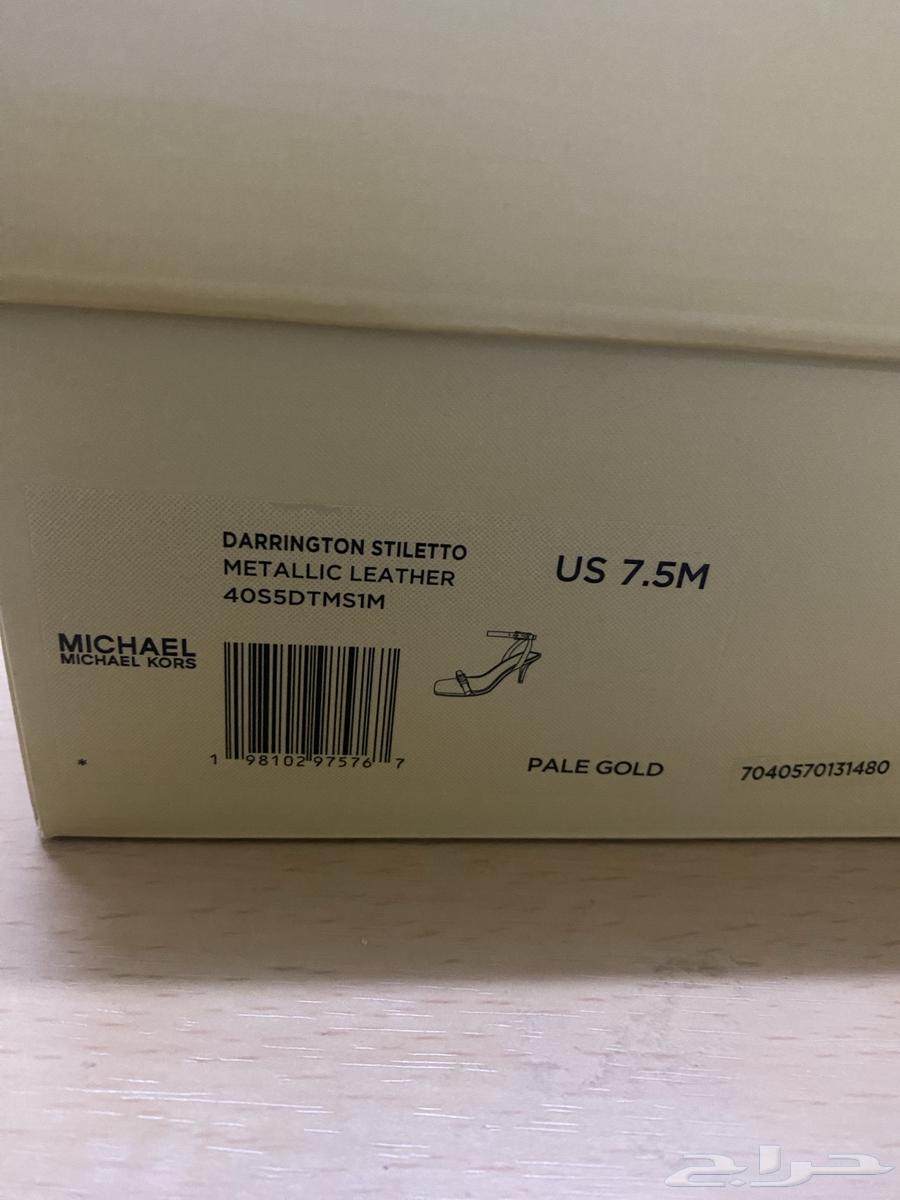 DARRINGTON STILETTO
METALLIC LEATHER
40S5DTMS1M
US 7.5M
MICHAEL
MICHAEL KORS
*
1 98102 97576 7
PALE GOLD
7040570131480
حراج